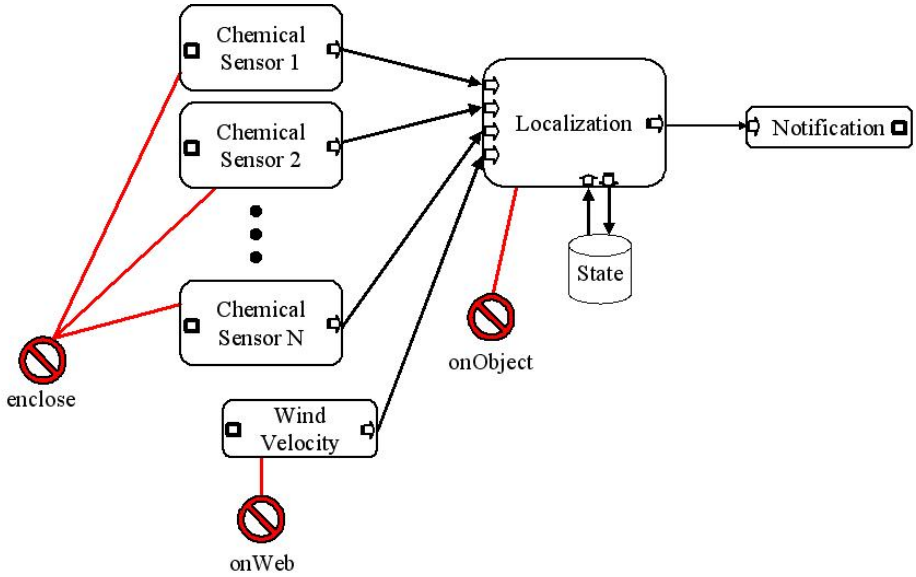 Chemical
Sensor 1
Chemical
Sensor 2
Localization
Notification
State
Chemical
Sensor N
onObject
enclose
Wind
Velocity
onWeb